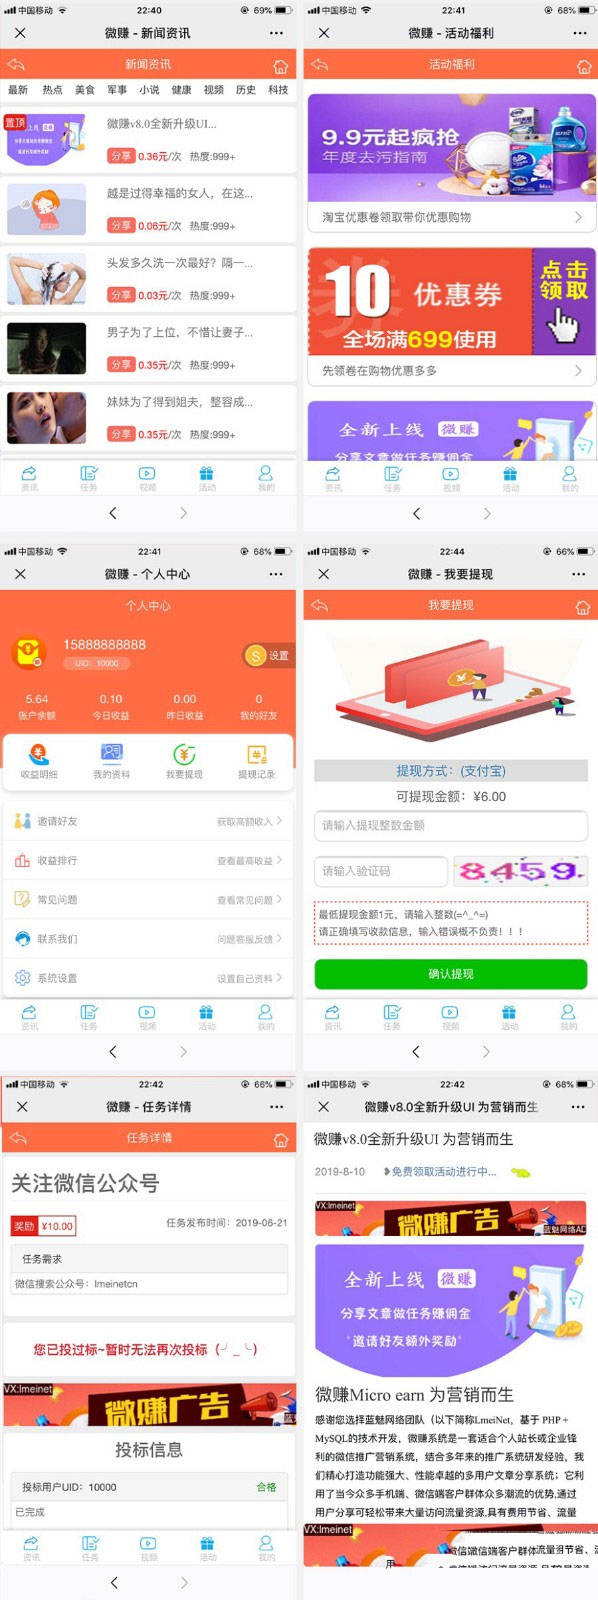 中国移动
22:40
69%
微赚 - 新闻资讯
新闻资讯
最新 热点 美食 军事 小说 健康 视频 历史 科技
置顶
微赚v8.0全新升级UI...
分享 0.36元/次 热度:999+
越是过得幸福的女人，在这...
分享 0.06元/次 热度:999+
头发多久洗一次最好？隔一...
分享 0.03元/次 热度:999+
男子为了上位，不惜让妻子...
分享 0.35元/次 热度:999+
妹妹为了得到姐夫，整容成...
分享 0.35元/次 热度:999+
资讯 任务 视频 活动 我的
中国移动
22:41
68%
微赚 - 活动福利
活动福利
9.9元起疯抢
年度去污指南
淘宝优惠卷领取带你优惠购物
券
10 优惠券
全场满699使用
点击
领取
先领卷在购物优惠多多
全新上线 微赚
分享文章做任务赚佣金
资讯 任务 视频 活动 我的
中国移动
22:41
68%
微赚 - 个人中心
个人中心
15888888888
UID：10000
设置
5.64 0.10 0.00 0
账户余额 今日收益 昨日收益 我的好友
收益明细 我的资料 我要提现 提现记录
邀请好友 获取高额收入
收益排行 查看最高收益
常见问题 查看常见问题
联系我们 问题客服反馈
系统设置 设置自己资料
资讯 任务 视频 活动 我的
中国移动
22:44
66%
微赚 - 我要提现
我要提现
提现方式：(支付宝)
可提现金额：¥6.00
请输入提现整数金额
请输入验证码
8459
最低提现金额1元，请输入整数(=^_^=)
请正确填写收款信息，输入错误概不负责！！！
确认提现
资讯 任务 视频 活动 我的
中国移动
22:42
66%
微赚 - 任务详情
任务详情
关注微信公众号
奖励 ¥10.00
任务发布时间：2019-06-21
任务需求
微信搜索公众号：lmeinetcn
您已投过标~暂时无法再次投标（╯_╰）
VX:lmeinet
微赚广告
投标信息
投标用户UID：10000 合格
已完成
资讯 任务 视频 活动 我的
中国移动
22:42
68%
微赚v8.0全新升级UI 为营销而生
微赚v8.0全新升级UI 为营销而生
2019-8-10 免费领取活动进行中...
VX:lmeinet
微赚广告
蓝魅网络AD
全新上线 微赚
分享文章做任务赚佣金
"邀请好友额外奖励"
微赚Micro earn 为营销而生
感谢您选择蓝魅网络团队（以下简称LmeiNet，基于 PHP +
MySQL的技术开发，微赚系统是一套适合个人站长或企业锋
利的微信推广营销系统，结合多年来的推广系统研发经验，我
们精心打造功能强大、性能卓越的多用户文章分享系统；它利
用了当今众多手机端、微信端客户群体众多潮流的优势,通过
用户分享可轻松带来大量访问流量资源,具有费用节省、流量
VX:lmeinet